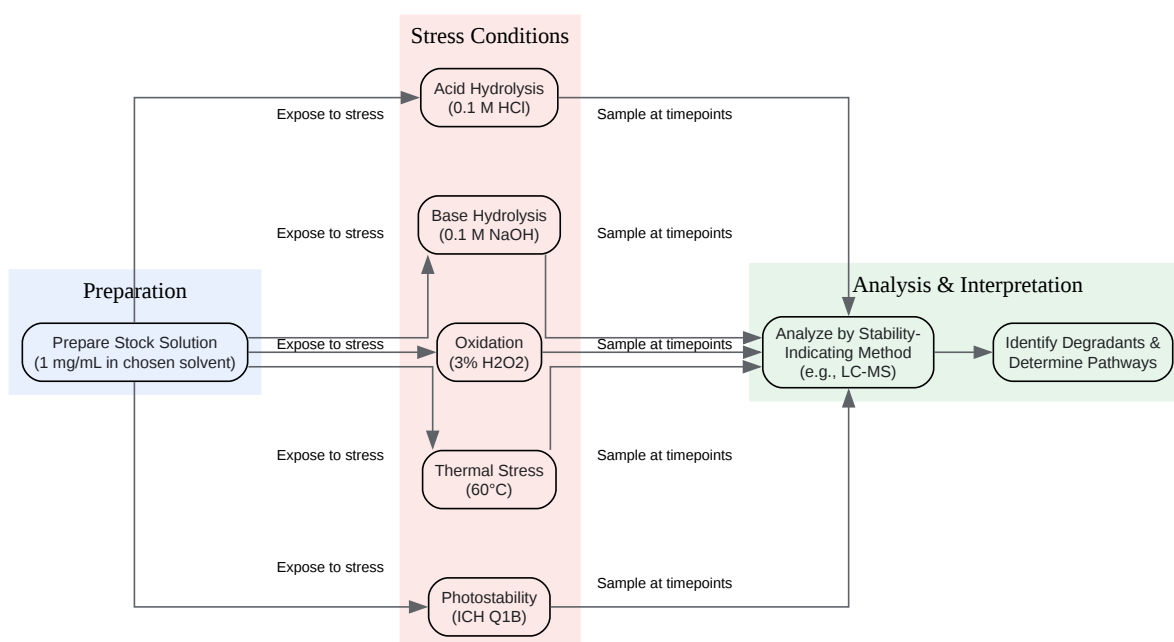 Stress Conditions
Acid Hydrolysis
(0.1 M HCl)
Expose to stress
Sample at timepoints
Base Hydrolysis
(0.1 M NaOH)
Expose to stress
Sample at timepoints
Preparation
Analysis & Interpretation
Prepare Stock Solution
(1 mg/mL in chosen solvent)
Expose to stress
Oxidation
(3% H2O2)
Sample at timepoints
Analyze by Stability-
Indicating Method
(e.g., LC-MS)
Identify Degradants &
Determine Pathways
Expose to stress
Thermal Stress
(60°C)
Sample at timepoints
Expose to stress
Photostability
(ICH Q1B)
Sample at timepoints